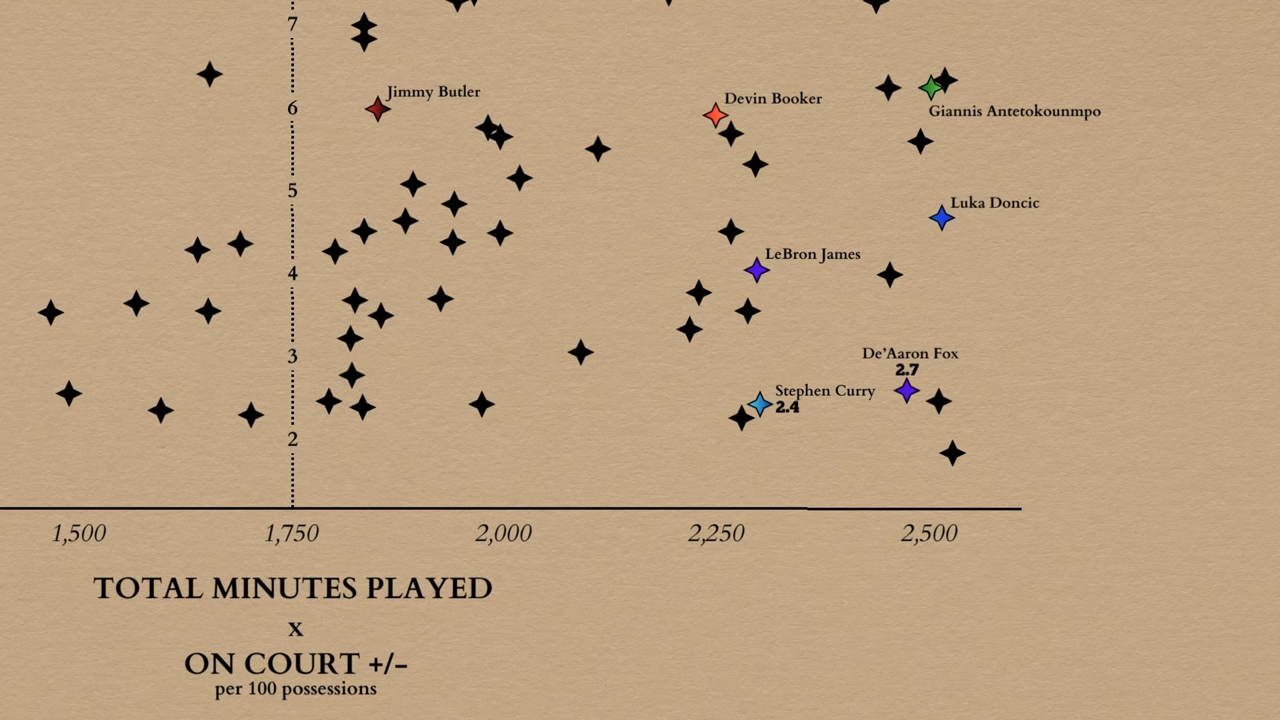 7
Jimmy Butler
6
Devin Booker
Giannis Antetokounmpo
5
Luka Doncic
LeBron James
4
3
De'Aaron Fox
2.7
Stephen Curry
2.4
2
1,500 1,750 2,000 2,250 2,500
TOTAL MINUTES PLAYED
X
ON COURT +/-
per 100 possessions